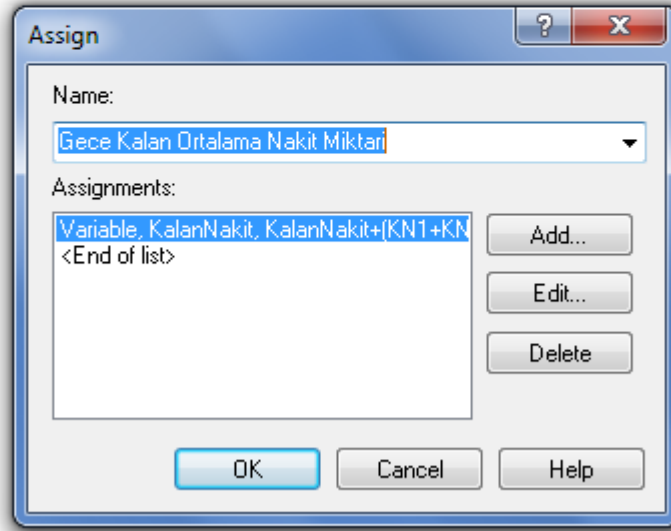 Assign
Name:
Gece Kalan Ortalama Nakit Miktari
Assignments:
Variable, KalanNakit, KalanNakit+(KN1+KN
<End of list>
Add...
Edit...
Delete
OK
Cancel
Help